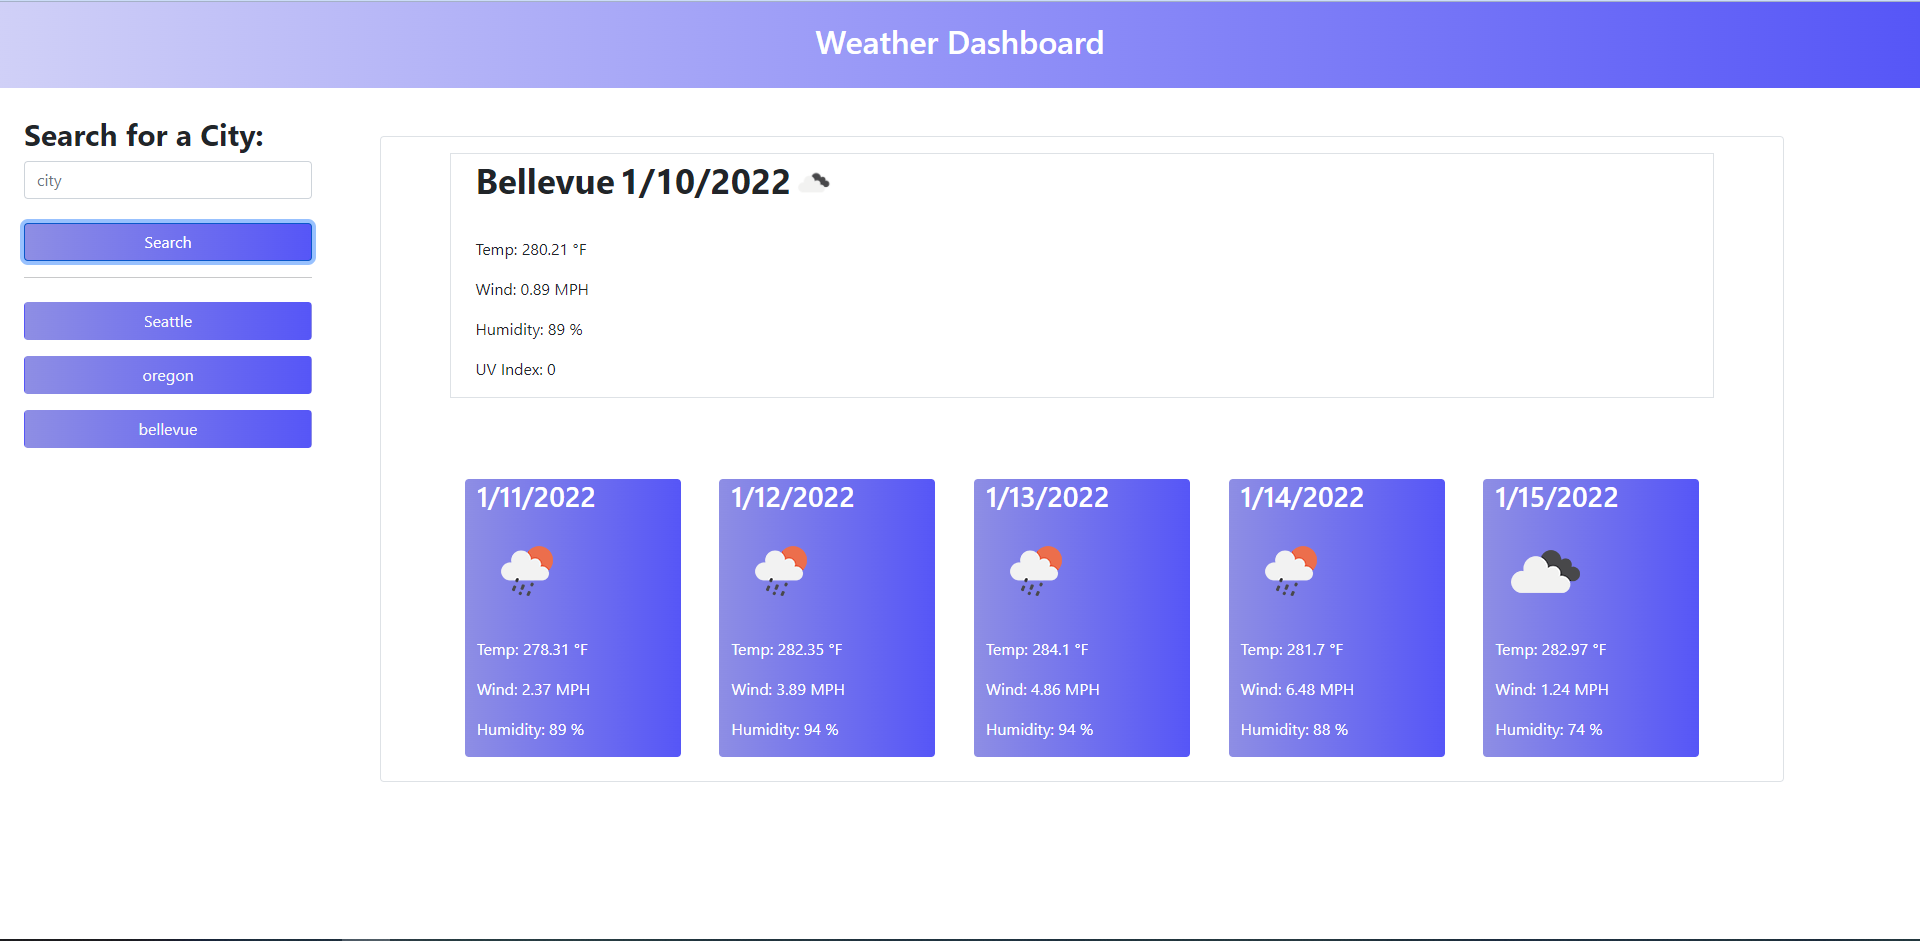 Weather Dashboard
Search for a City:
city
Search
Seattle
oregon
bellevue
Bellevue 1/10/2022
Temp: 280.21 °F
Wind: 0.89 MPH
Humidity: 89 %
UV Index: 0
1/11/2022
Temp: 278.31 °F
Wind: 2.37 MPH
Humidity: 89 %
1/12/2022
Temp: 282.35 °F
Wind: 3.89 MPH
Humidity: 94 %
1/13/2022
Temp: 284.1 °F
Wind: 4.86 MPH
Humidity: 94 %
1/14/2022
Temp: 281.7 °F
Wind: 6.48 MPH
Humidity: 88 %
1/15/2022
Temp: 282.97 °F
Wind: 1.24 MPH
Humidity: 74 %